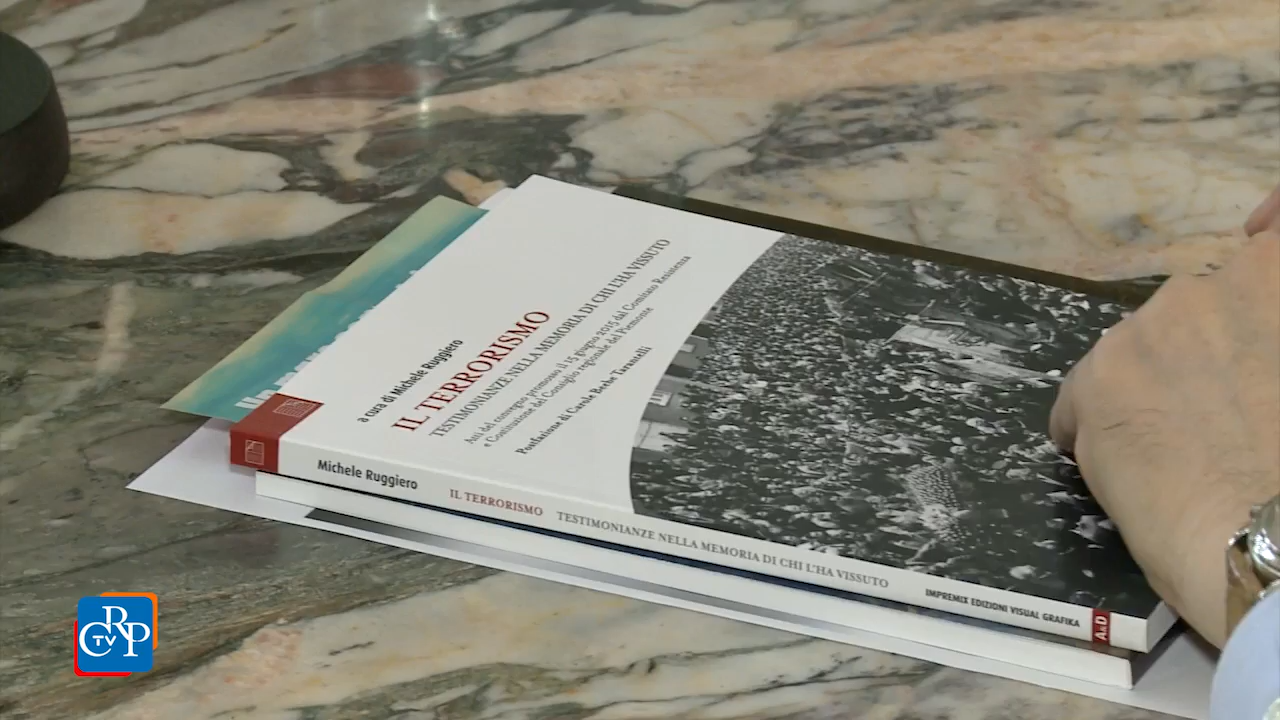 a cura di Michele Ruggiero
IL TERRORISMO
TESTIMONIANZE NELLA MEMORIA DI CHI L'HA VISSUTO
Atti del convegno promosso il 15 giugno 2015 dal Comitato Resistenza
e Costituzione del Consiglio regionale del Piemonte
Postfazione di Carole Beebe Tarantelli
Michele Ruggiero IL TERRORISMO TESTIMONIANZE NELLA MEMORIA DI CHI L'HA VISSUTO IMPREMIX EDIZIONI VISUAL GRAFIKA
CRP
TV